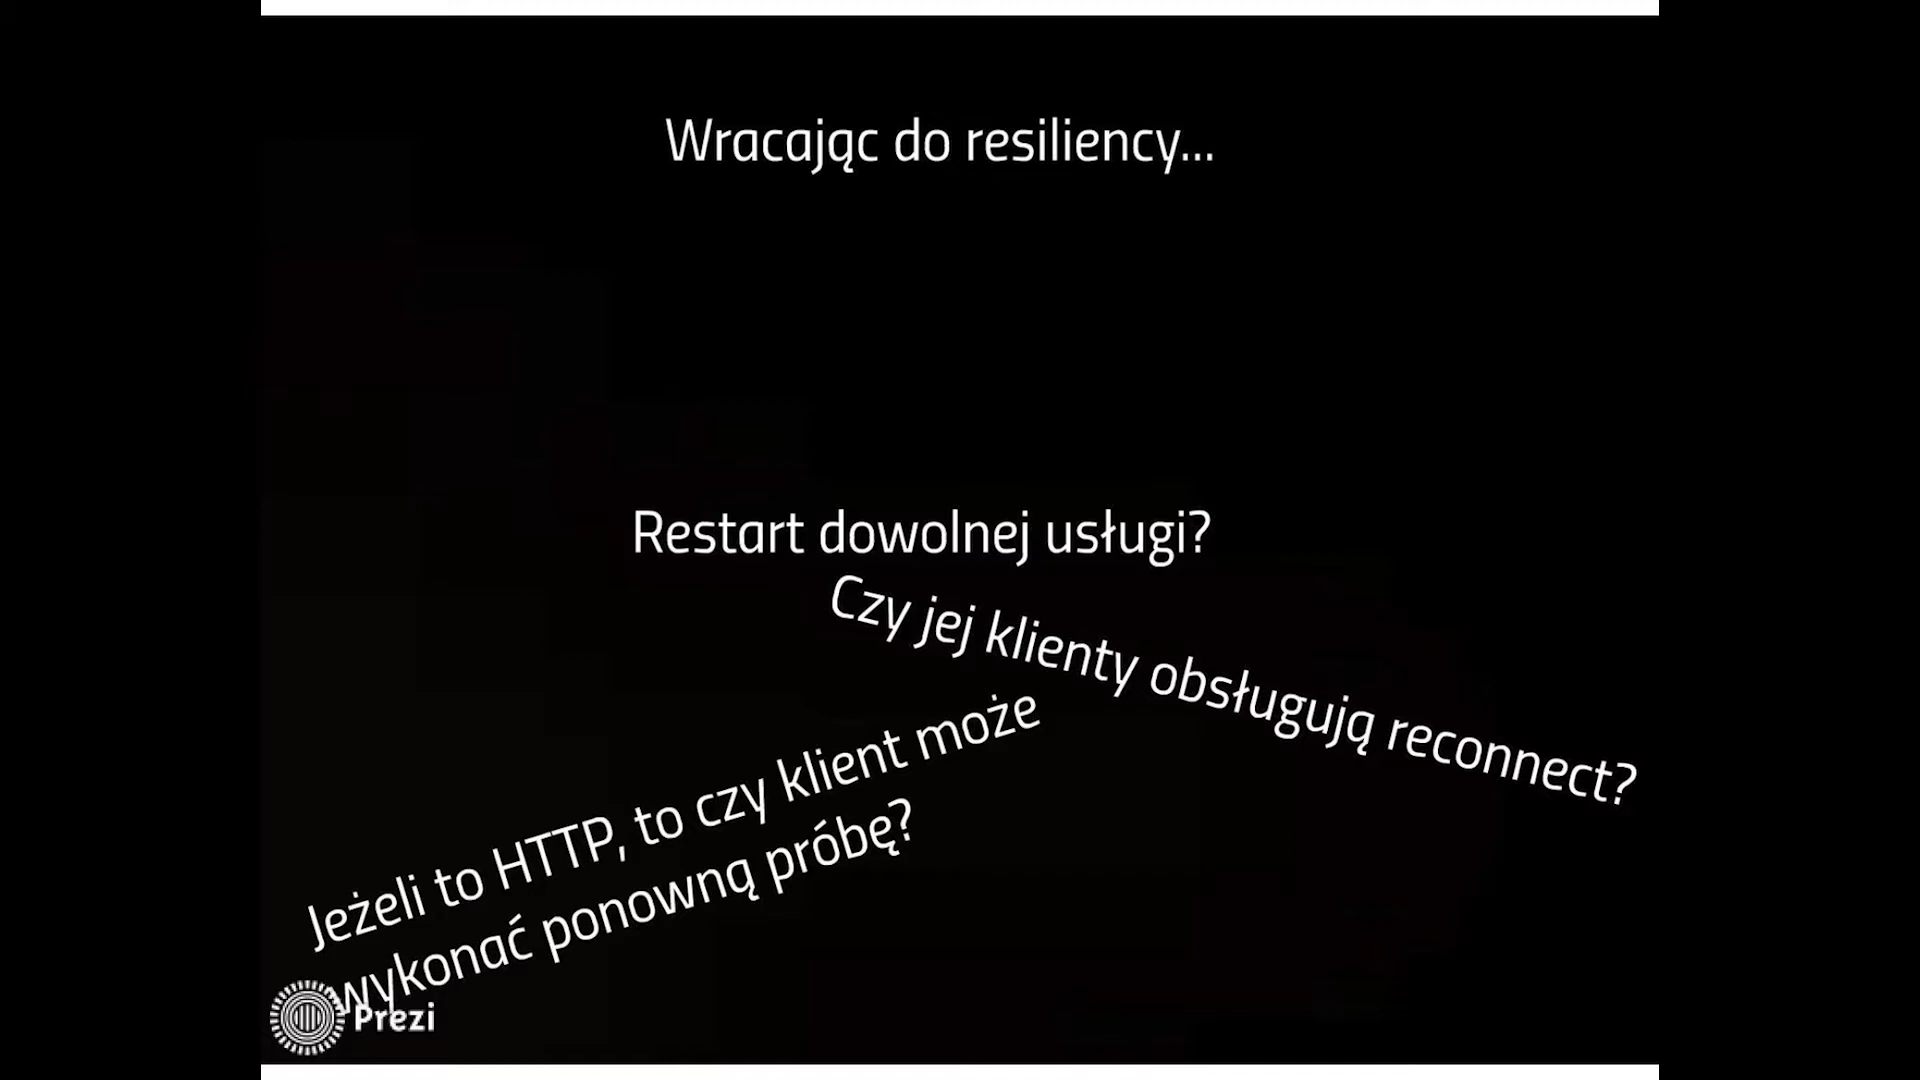 Wracając do resiliency...
Restart dowolnej usługi?
Czy jej klienty obsługują reconnect?
Jeżeli to HTTP, to czy klient może
wykonać ponowną próbę?
Prezi